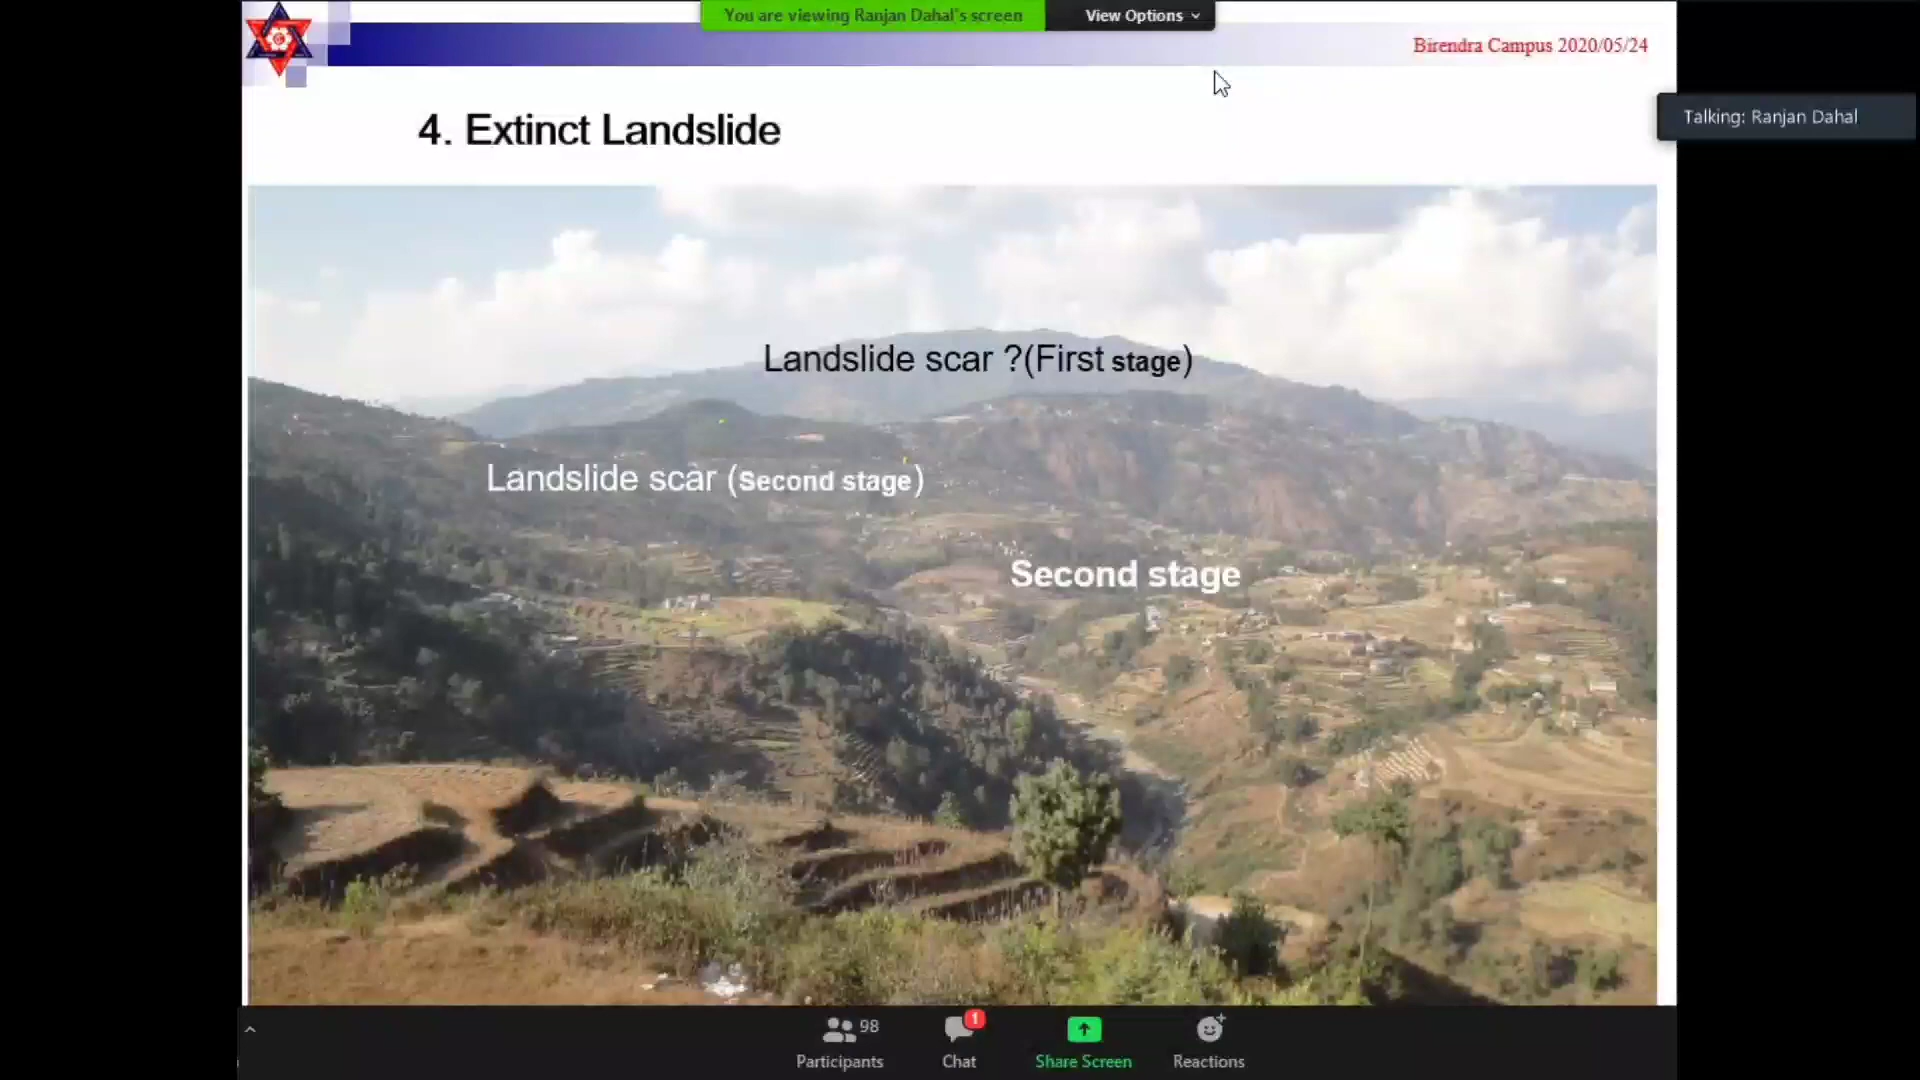 You are viewing Ranjan Dahal's screen
View Options
Birendra Campus 2020/05/24
Talking: Ranjan Dahal
4. Extinct Landslide
Landslide scar ?(First stage)
Landslide scar (Second stage)
Second stage
98
1
Participants
Chat
Share Screen
Reactions